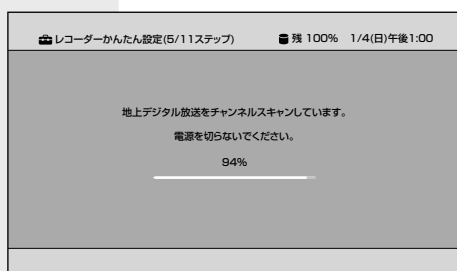 レコーダーかんたん設定(5/11ステップ) 残 100% 1/4(日)午後1:00
地上デジタル放送をチャンネルスキャンしています。
電源を切らないでください。
94%